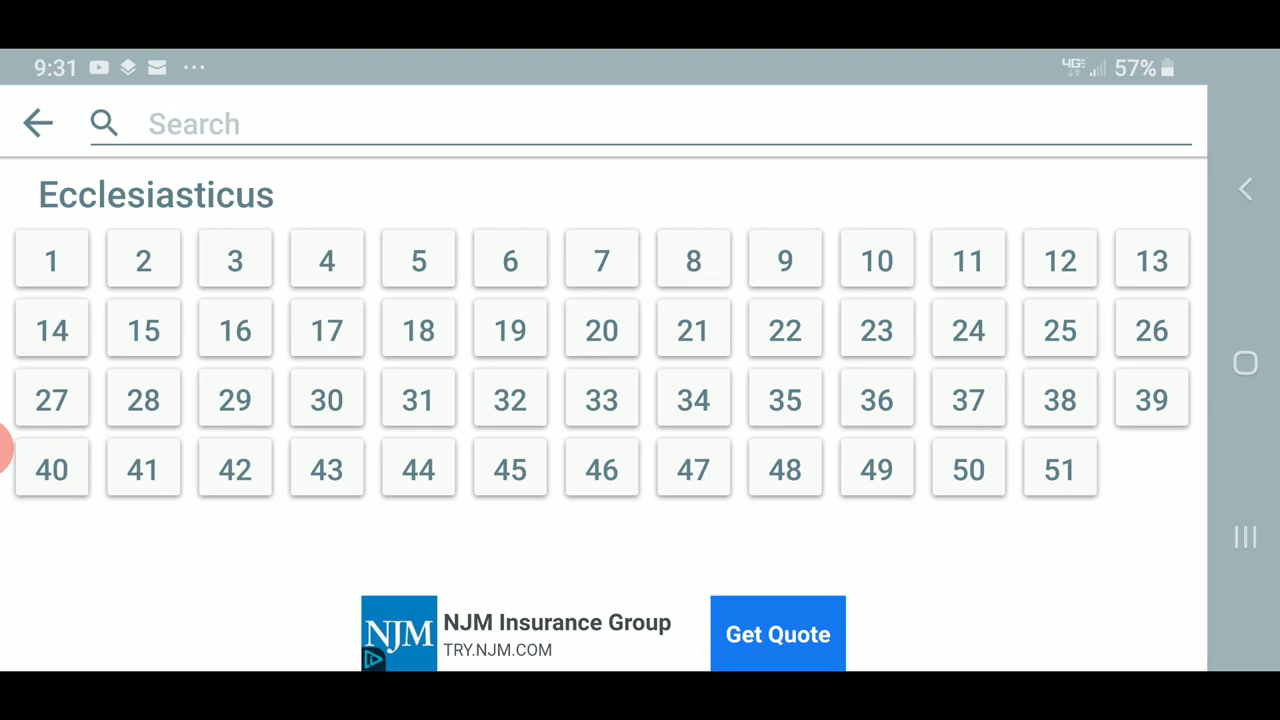 9:31 ... 4GE 57%
Search
Ecclesiasticus
1 2 3 4 5 6 7 8 9 10 11 12 13
14 15 16 17 18 19 20 21 22 23 24 25 26
27 28 29 30 31 32 33 34 35 36 37 38 39
40 41 42 43 44 45 46 47 48 49 50 51
NJM
NJM Insurance Group
TRY.NJM.COM
Get Quote